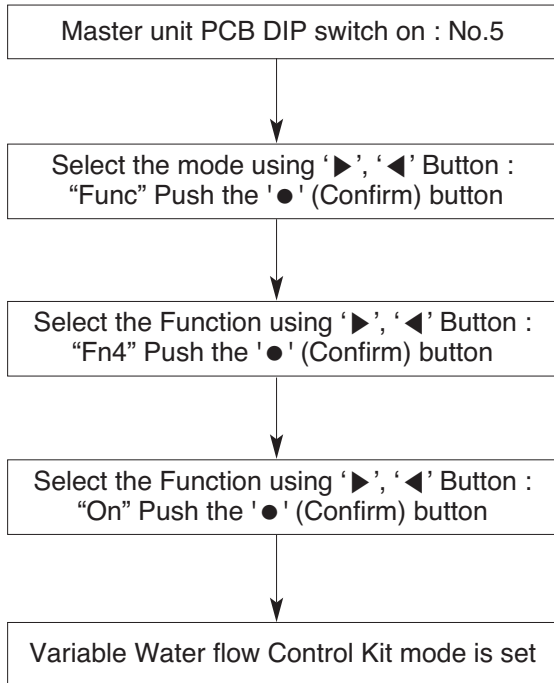 Master unit PCB DIP switch on : No.5
Select the mode using ‘▶’, ‘◀’ Button :
“Func” Push the '●' (Confirm) button
Select the Function using ‘▶’, ‘◀’ Button :
“Fn4” Push the '●' (Confirm) button
Select the Function using ‘▶’, ‘◀’ Button :
“On” Push the '●' (Confirm) button
Variable Water flow Control Kit mode is set